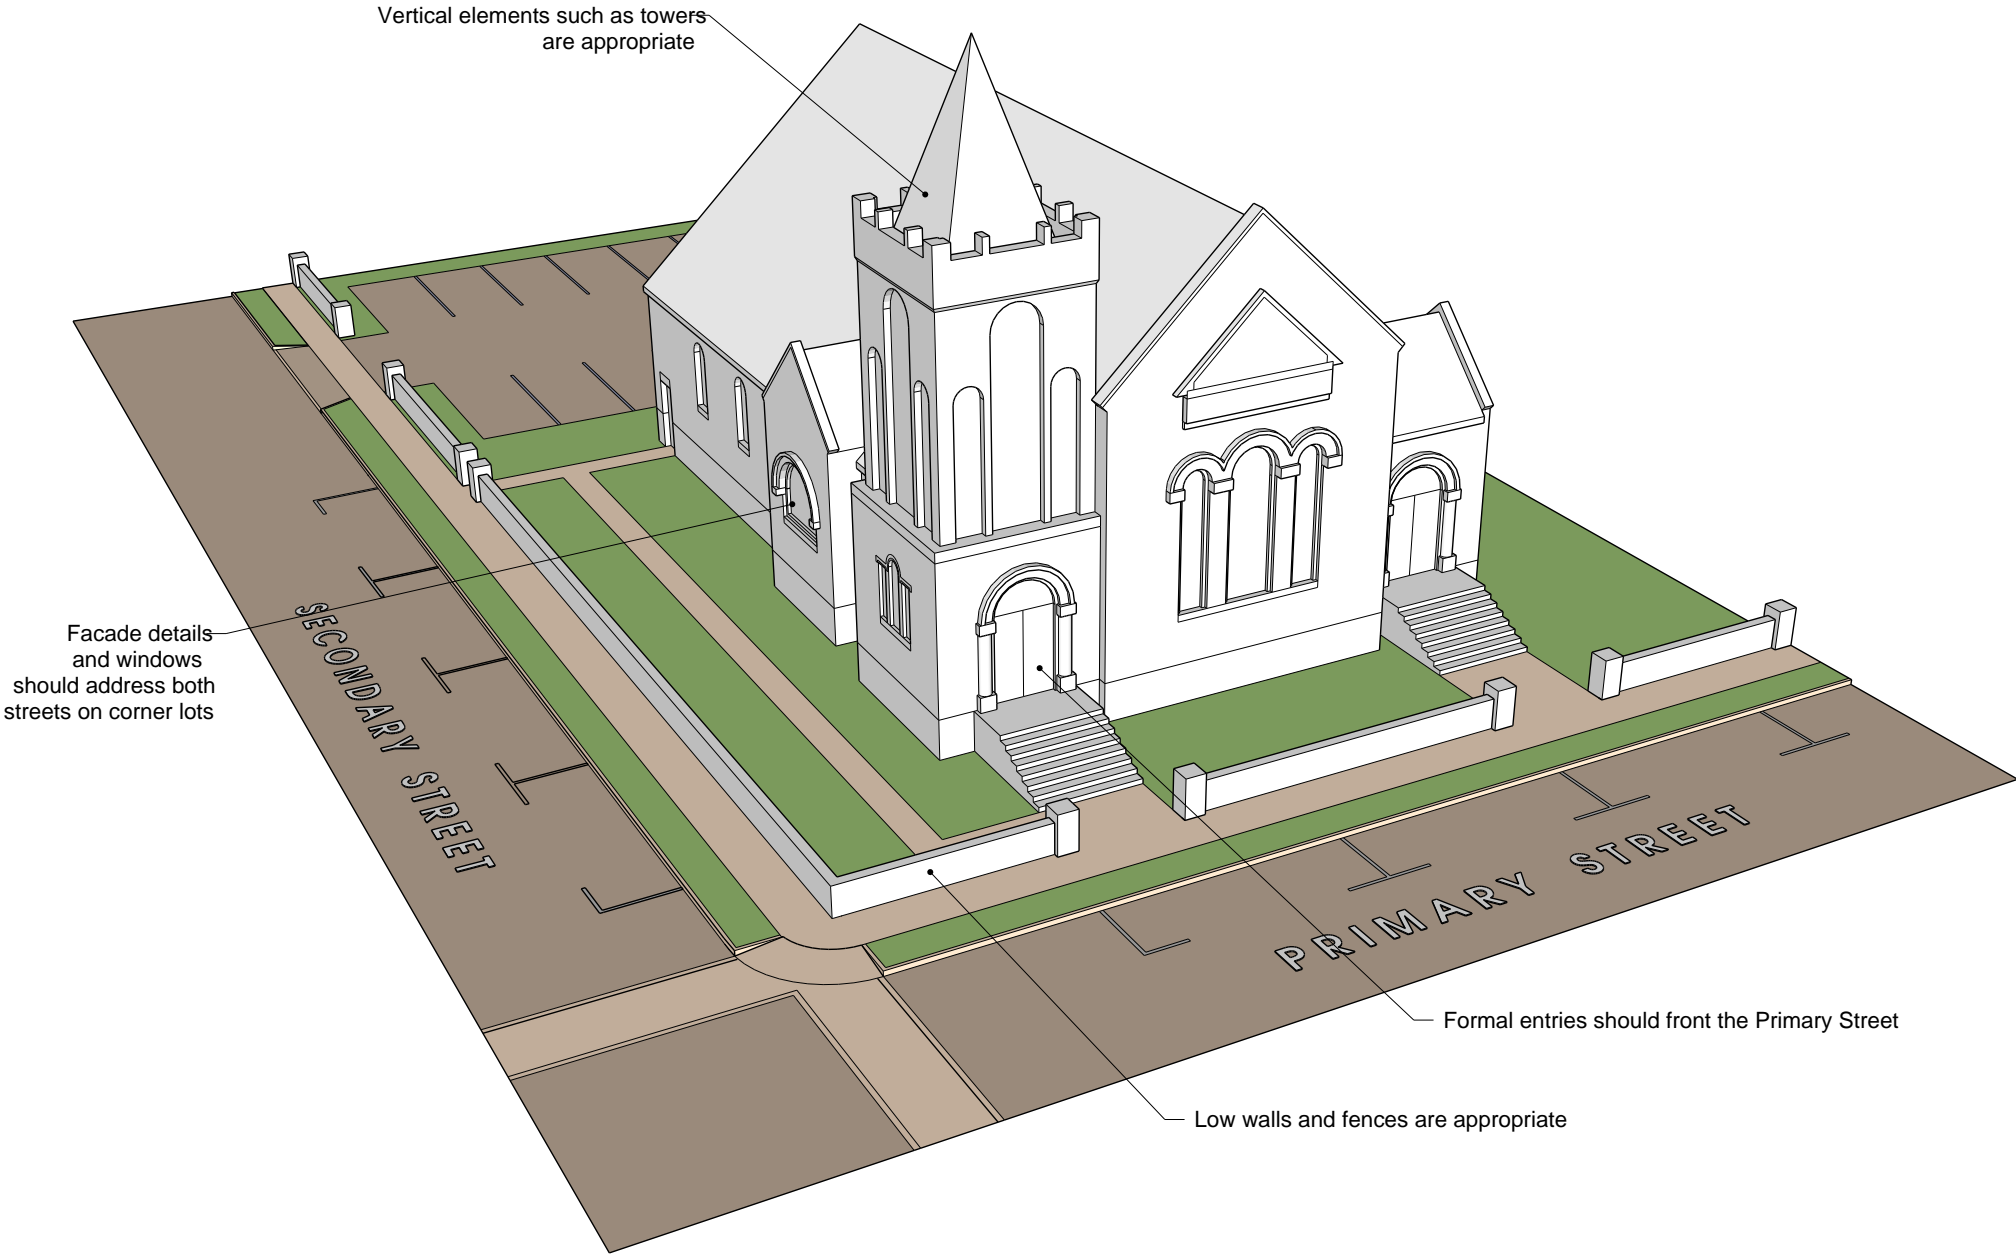 Vertical elements such as towers
are appropriate
Facade details
and windows
should address both
streets on corner lots
SECONDARY STREET
PRIMARY STREET
Formal entries should front the Primary Street
Low walls and fences are appropriate